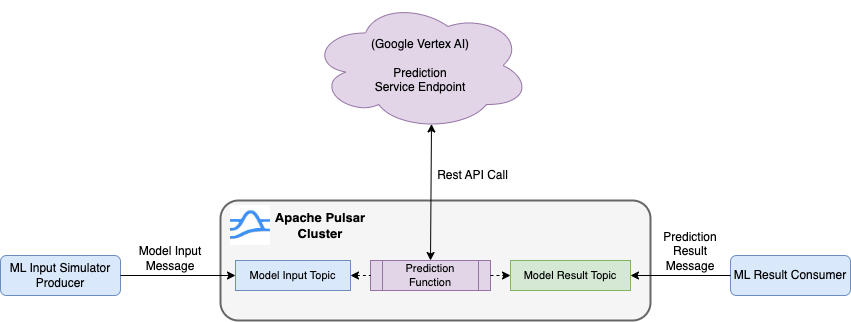 (Google Vertex AI)
Prediction
Service Endpoint
Rest API Call
Apache Pulsar
Cluster
Model Input
Message
ML Input Simulator
Producer
Model Input Topic
Prediction
Function
Model Result Topic
Prediction
Result
Message
ML Result Consumer